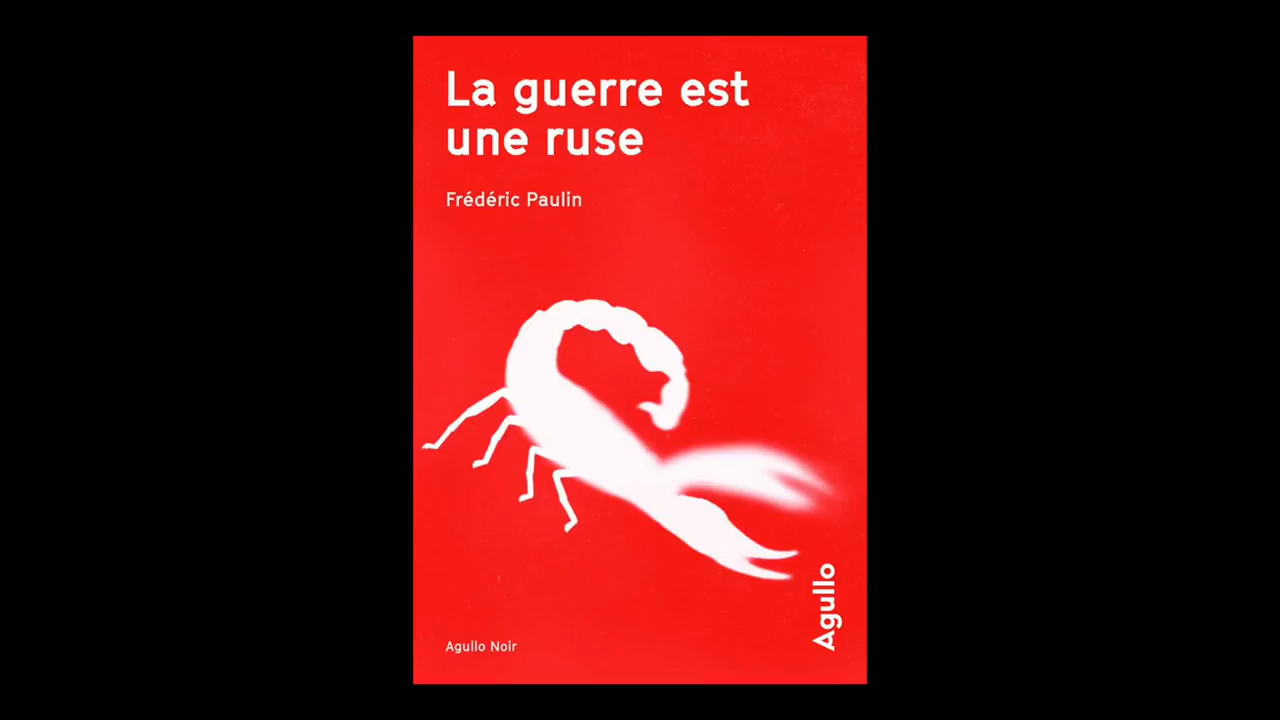 La guerre est
une ruse
Frédéric Paulin
Agullo
Agullo Noir